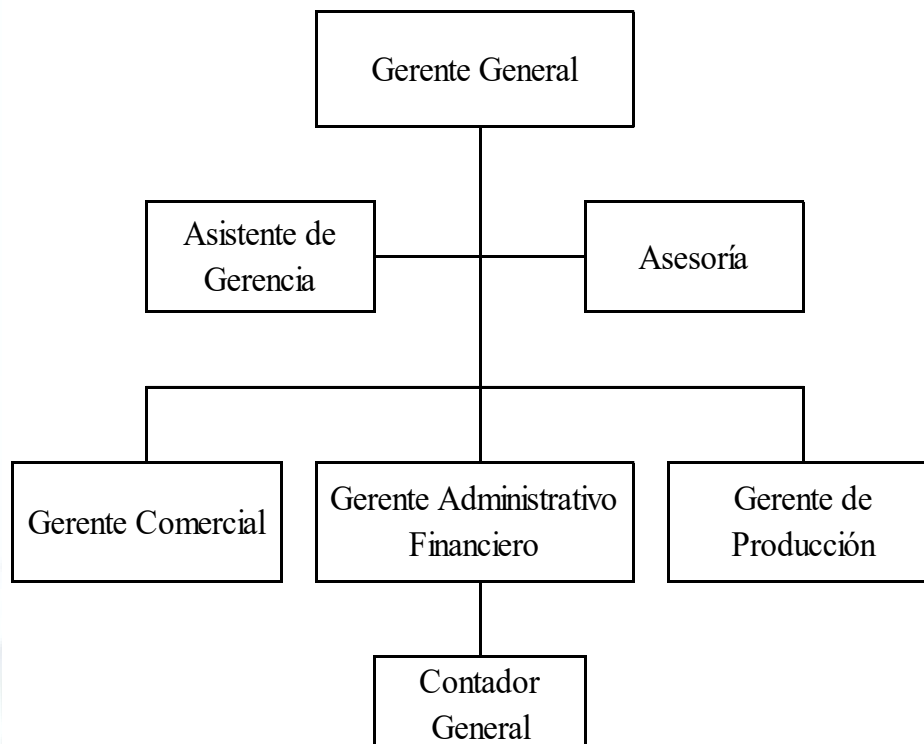 Gerente General
Asistente de
Gerencia
Asesoría
Gerente Comercial
Gerente Administrativo
Financiero
Gerente de
Producción
Contador
General